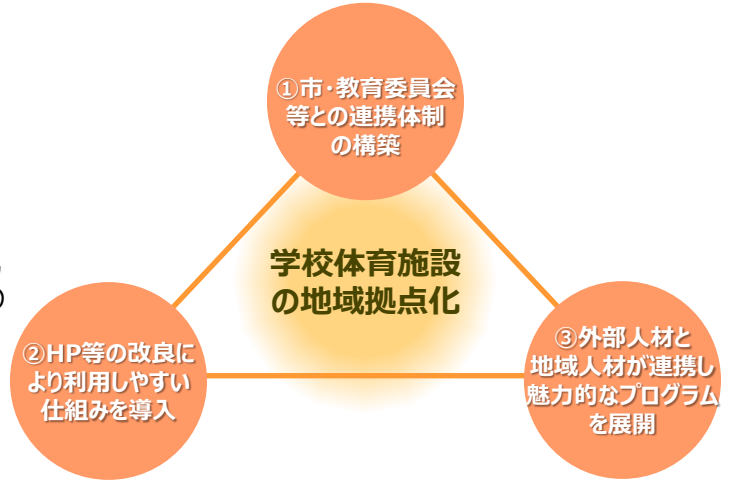 ①市・教育委員会
等との連携体制
の構築
学校体育施設
の地域拠点化
②HP等の改良に
より利用しやすい
仕組みを導入
③外部人材と
地域人材が連携し
魅力的なプログラム
を展開